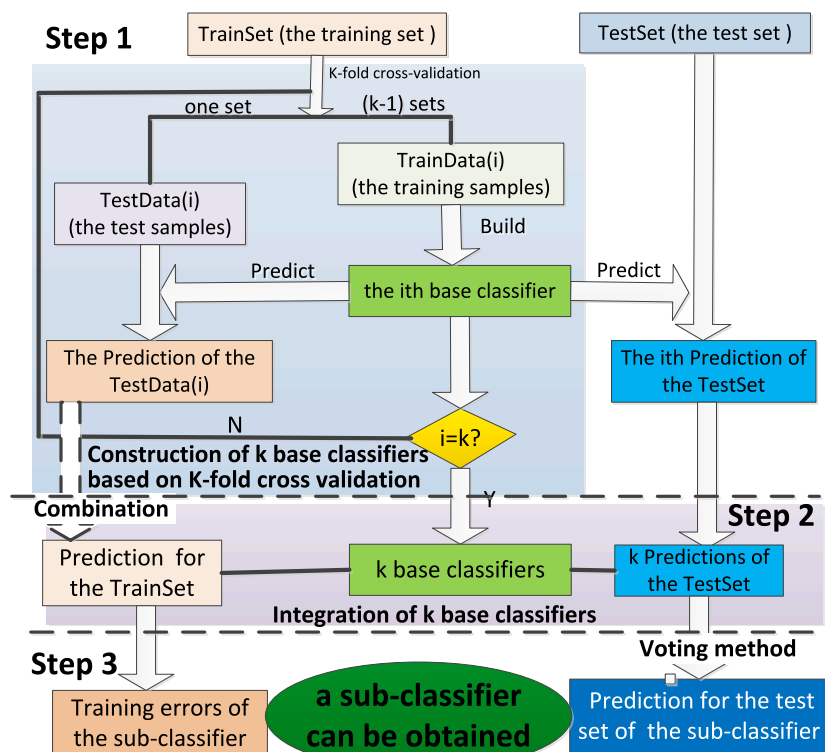 Step 1
TrainSet (the training set )
TestSet (the test set )
K-fold cross-validation
one set
(k-1) sets
TrainData(i)
(the training samples)
TestData(i)
(the test samples)
Build
Predict
the ith base classifier
Predict
The Prediction of the
TestData(i)
The ith Prediction of
the TestSet
N
i=k?
Construction of k base classifiers
based on K-fold cross validation
Y
Combination
Step 2
Prediction for
the TrainSet
k base classifiers
k Predictions of
the TestSet
Integration of k base classifiers
Step 3
Voting method
Training errors of
the sub-classifier
a sub-classifier
can be obtained
Prediction for the test
set of the sub-classifier